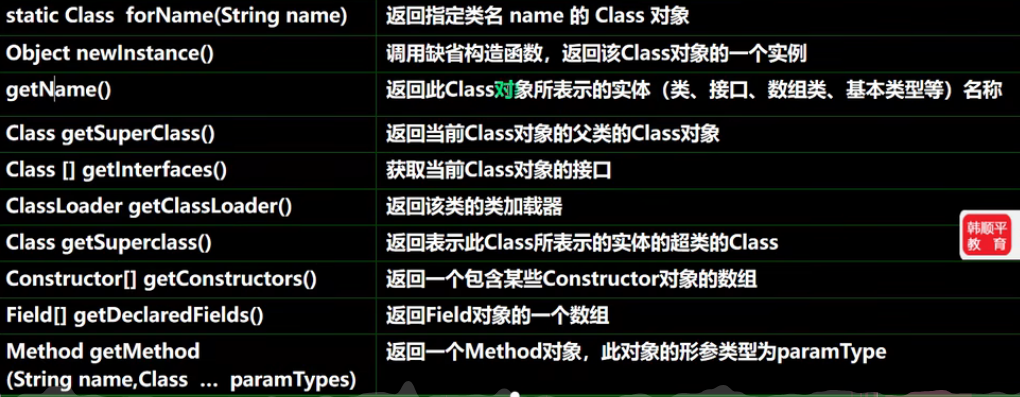 static Class forName(String name) 返回指定类名 name 的 Class 对象
Object newInstance() 调用缺省构造函数，返回该Class对象的一个实例
getName() 返回此Class对象所表示的实体（类、接口、数组类、基本类型等）名称
Class getSuperClass() 返回当前Class对象的父类的Class对象
Class [] getInterfaces() 获取当前Class对象的接口
ClassLoader getClassLoader() 返回该类的类加载器
Class getSuperclass() 返回表示此Class所表示的实体的超类的Class
Constructor[] getConstructors() 返回一个包含某些Constructor对象的数组
Field[] getDeclaredFields() 返回Field对象的一个数组
Method getMethod 返回一个Method对象，此对象的形参类型为paramType
(String name,Class … paramTypes)
韩顺平
教 育